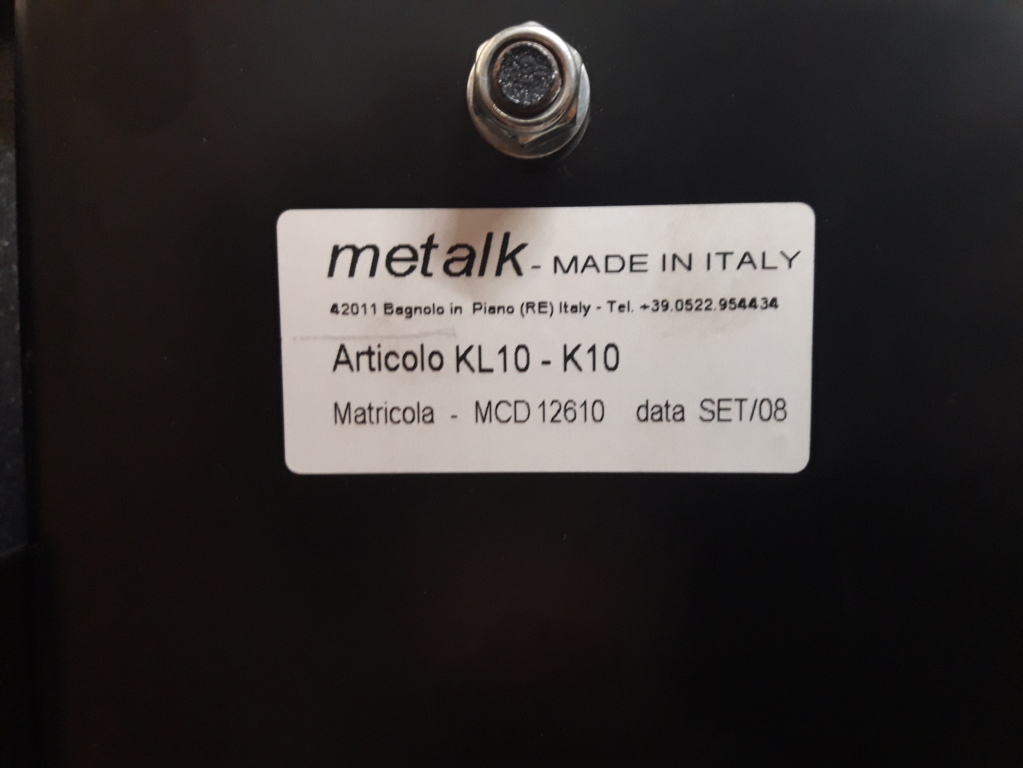 metalk - MADE IN ITALY
42011 Bagnolo in Piano (RE) Italy - Tel. +39.0522.954434
Articolo KL10 - K10
Matricola - MCD 12610 data SET/08